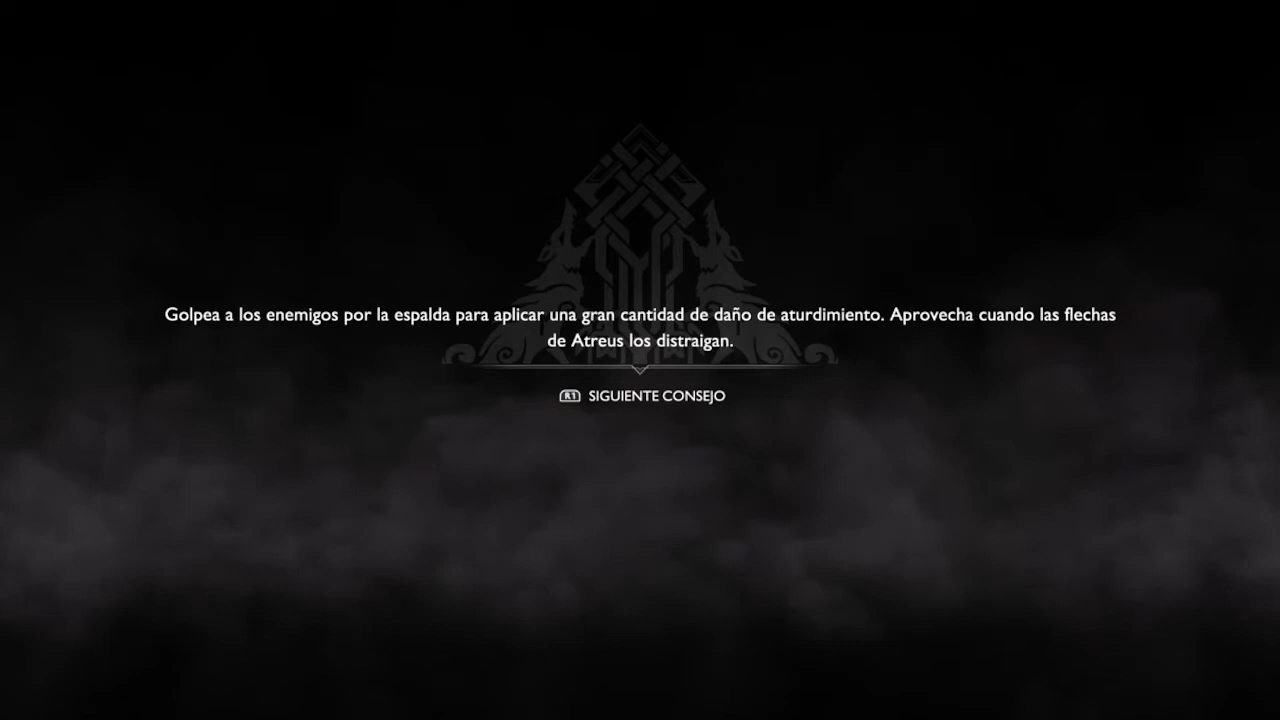 Golpea a los enemigos por la espalda para aplicar una gran cantidad de daño de aturdimiento. Aprovecha cuando las flechas
de Atreus los distraigan.
R1 SIGUIENTE CONSEJO